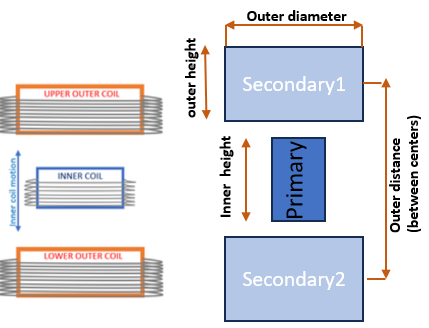 Outer diameter
outer height
Secondary1
UPPER OUTER COIL
Inner coil motion
INNER COIL
Inner height
Primary
Outer distance
(between centers)
LOWER OUTER COIL
Secondary2